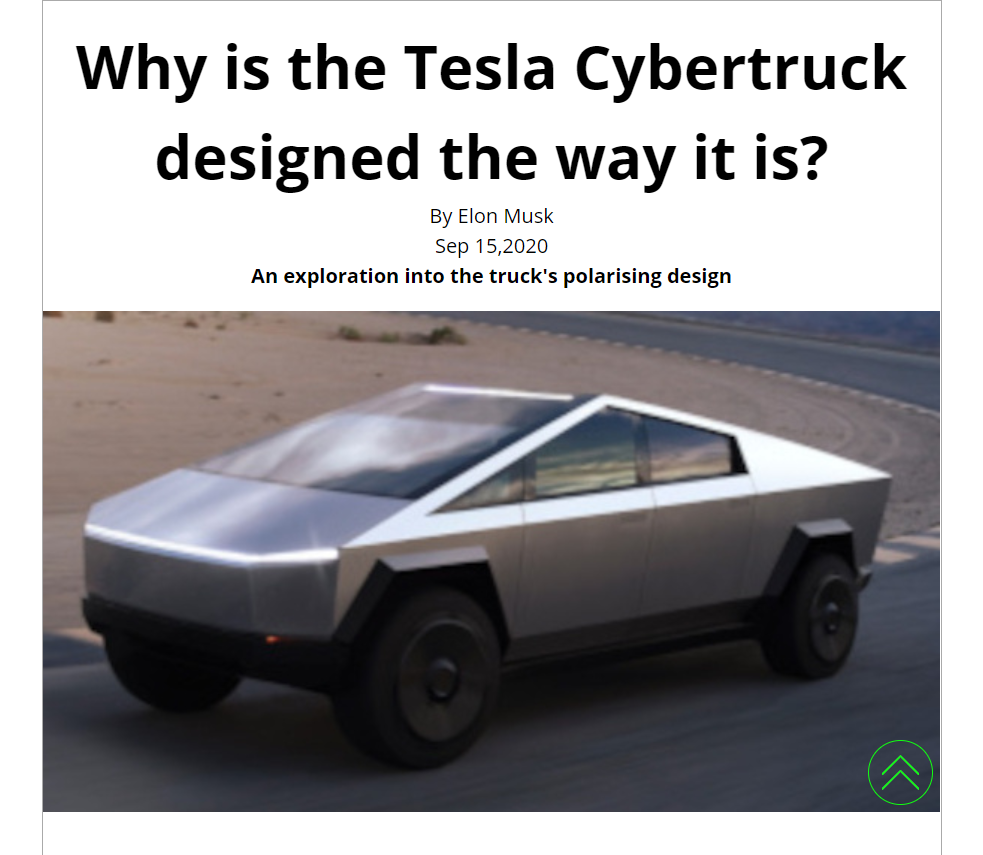 Why is the Tesla Cybertruck
designed the way it is?
By Elon Musk
Sep 15,2020
An exploration into the truck's polarising design